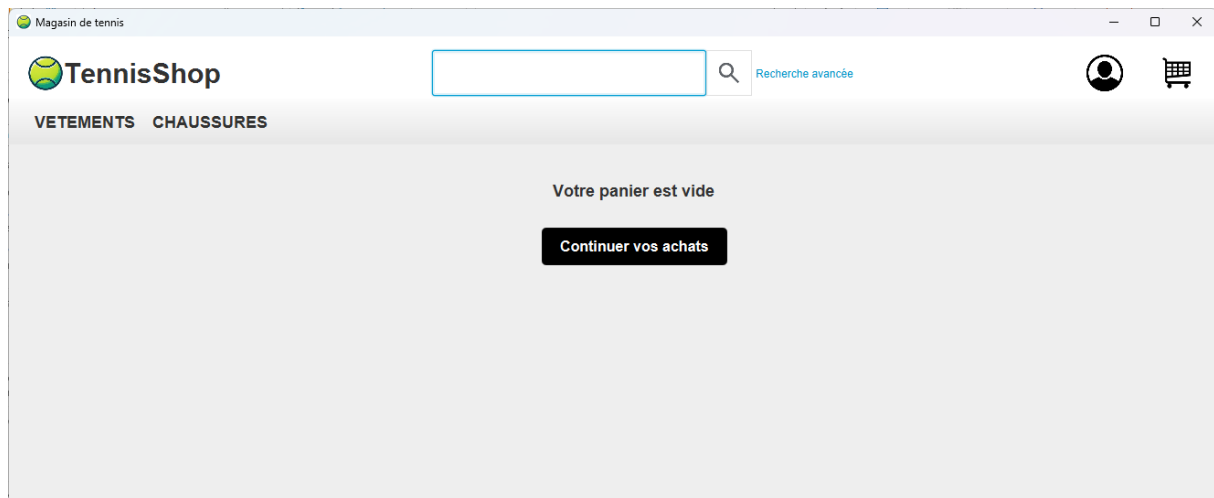 Magasin de tennis
TennisShop
Recherche avancée
VETEMENTS CHAUSSURES
Votre panier est vide
Continuer vos achats